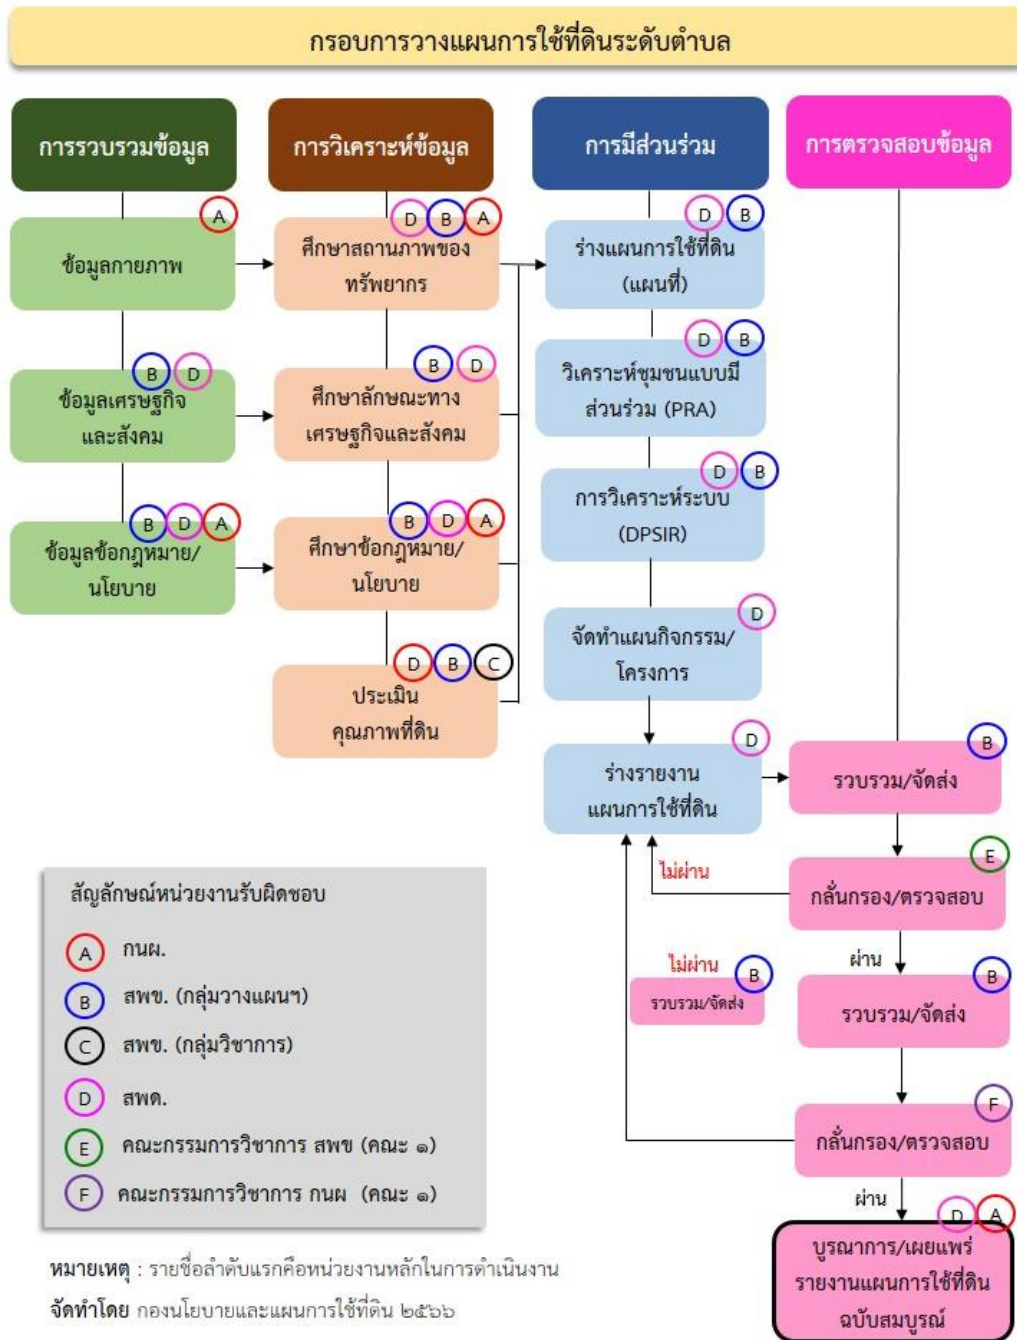 กรอบการวางแผนการใช้ที่ดินระดับตำบล
การรวบรวมข้อมูล
การวิเคราะห์ข้อมูล
การมีส่วนร่วม
การตรวจสอบข้อมูล
A
ข้อมูลกายภาพ
B D
ข้อมูลเศรษฐกิจ
และสังคม
B D A
ข้อมูลข้อกฎหมาย/
นโยบาย
D B A
ศึกษาสถานภาพของ
ทรัพยากร
B D
ศึกษาลักษณะทาง
เศรษฐกิจและสังคม
B D A
ศึกษาข้อกฎหมาย/
นโยบาย
D B C
ประเมิน
คุณภาพที่ดิน
D B
ร่างแผนการใช้ที่ดิน
(แผนที่)
D B
วิเคราะห์ชุมชนแบบมี
ส่วนร่วม (PRA)
D B
การวิเคราะห์ระบบ
(DPSIR)
D
จัดทำแผนกิจกรรม/
โครงการ
D
ร่างรายงาน
แผนการใช้ที่ดิน
B
รวบรวม/จัดส่ง
E
กลั่นกรอง/ตรวจสอบ
ไม่ผ่าน
ผ่าน
B
รวบรวม/จัดส่ง
ไม่ผ่าน
B
รวบรวม/จัดส่ง
F
กลั่นกรอง/ตรวจสอบ
ผ่าน
D A
บูรณาการ/เผยแพร่
รายงานแผนการใช้ที่ดิน
ฉบับสมบูรณ์
สัญลักษณ์หน่วยงานรับผิดชอบ
A กนผ.
B สพข. (กลุ่มวางแผนฯ)
C สพข. (กลุ่มวิชาการ)
D สพด.
E คณะกรรมการวิชาการ สพข (คณะ ๑)
F คณะกรรมการวิชาการ กนผ (คณะ ๑)
หมายเหตุ : รายชื่อลำดับแรกคือหน่วยงานหลักในการดำเนินงาน
จัดทำโดย กองนโยบายและแผนการใช้ที่ดิน ๒๕๖๖